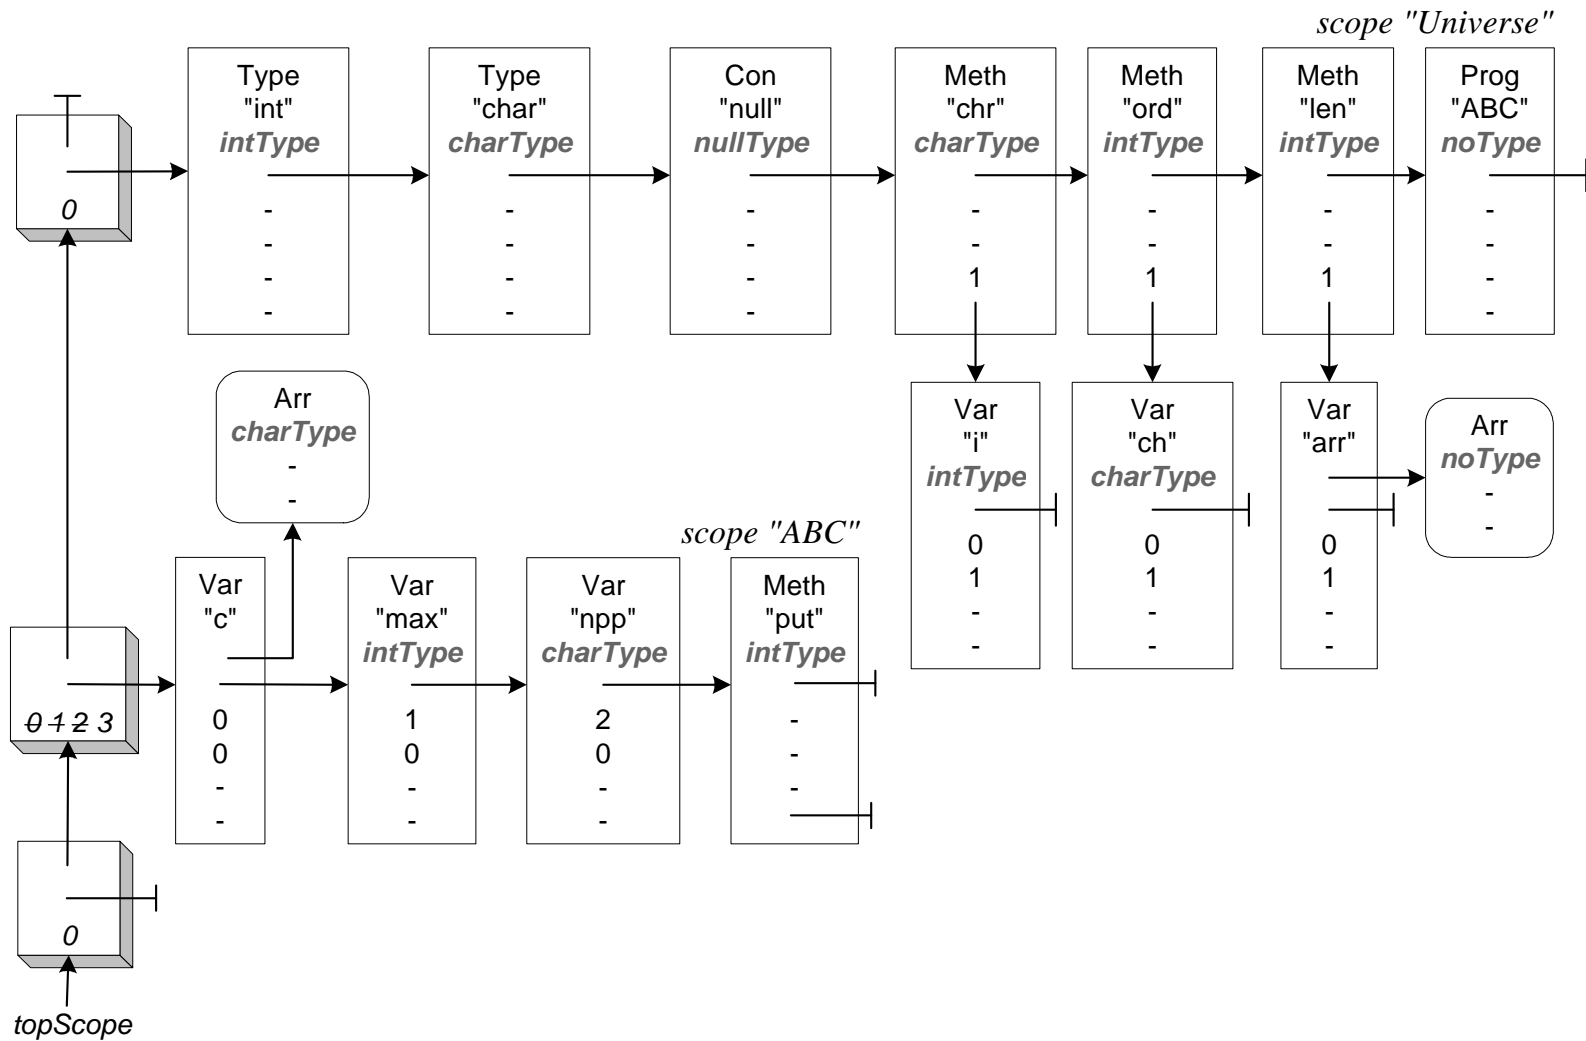 scope "Universe"
Type
"int"
intType
-
-
-
-
Type
"char"
charType
-
-
-
-
Con
"null"
nullType
-
-
-
-
Meth
"chr"
charType
-
-
1
Meth
"ord"
intType
-
-
1
Meth
"len"
intType
-
-
1
Prog
"ABC"
noType
-
-
-
-
0
Var
"i"
intType
0
1
-
-
Var
"ch"
charType
0
1
-
-
Var
"arr"
0
1
-
-
Arr
noType
-
-
Arr
charType
-
-
scope "ABC"
Var
"c"
0
0
-
-
Var
"max"
intType
1
0
-
-
Var
"npp"
charType
2
0
-
-
Meth
"put"
intType
-
-
-
0 1 2 3
0
topScope